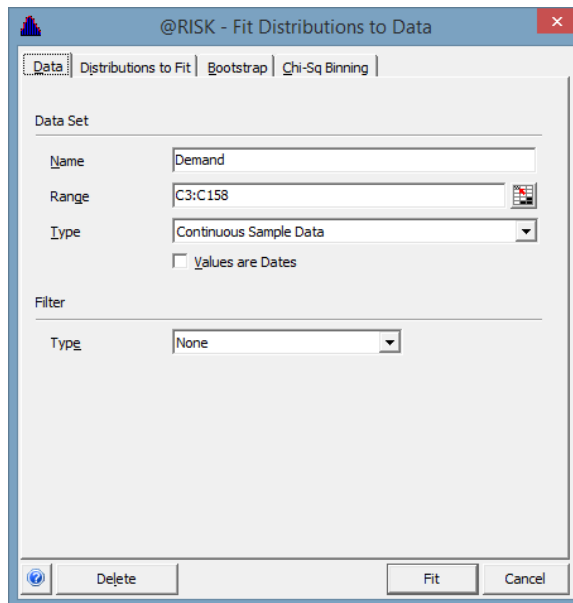 @RISK - Fit Distributions to Data
Data Distributions to Fit Bootstrap Chi-Sq Binning
Data Set
Name Demand
Range C3:C158
Type Continuous Sample Data
Values are Dates
Filter
Type None
Delete Fit Cancel